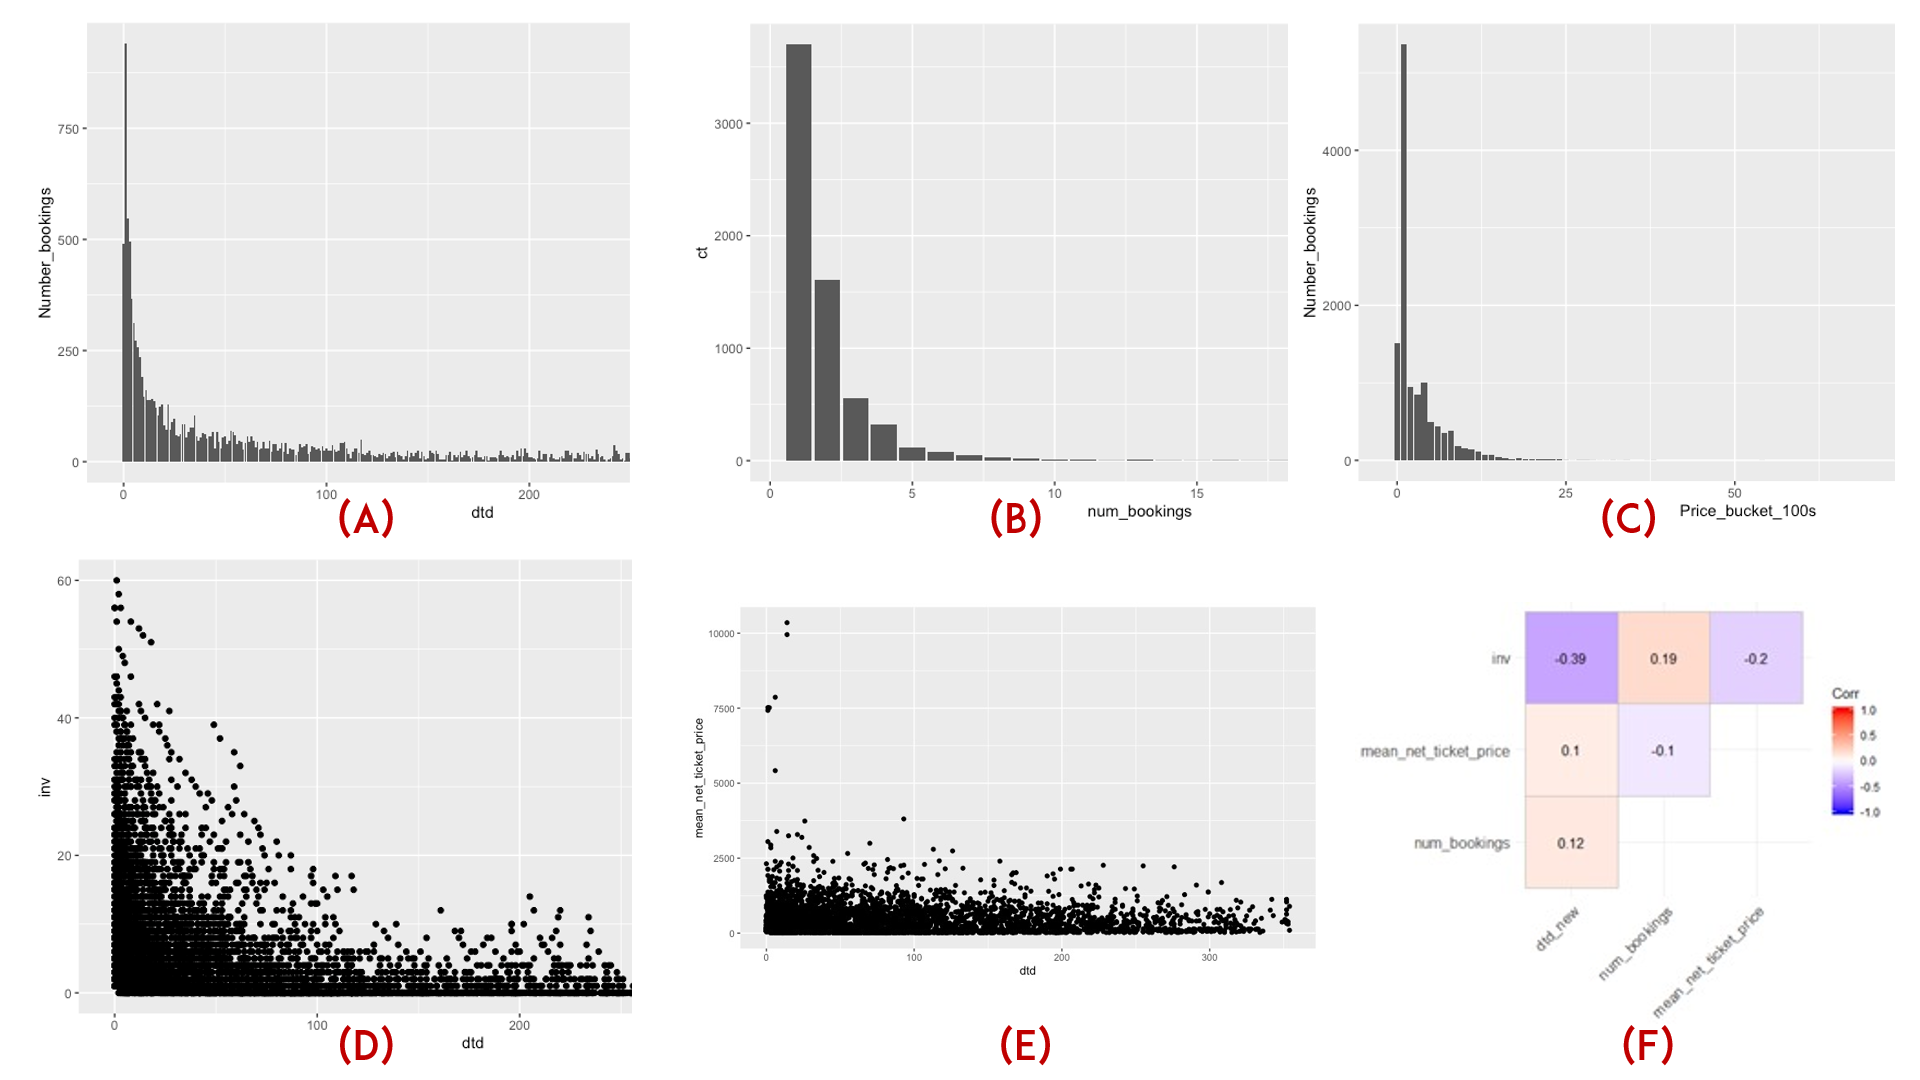 Number_bookings
750
500
250
0
0
100
200
dtd
(A)
ct
3000
2000
1000
0
0
5
10
15
num_bookings
(B)
Number_bookings
4000
2000
0
0
25
50
Price_bucket_100s
(C)
inv
60
40
20
0
0
100
200
dtd
(D)
mean_net_ticket_price
10000
7500
5000
2500
0
0
100
200
300
dtd
(E)
inv
-0.39
0.19
-0.2
mean_net_ticket_price
0.1
-0.1
num_bookings
0.12
dtd_new
num_bookings
mean_net_ticket_price
Corr
1.0
0.5
0.0
-0.5
-1.0
(F)